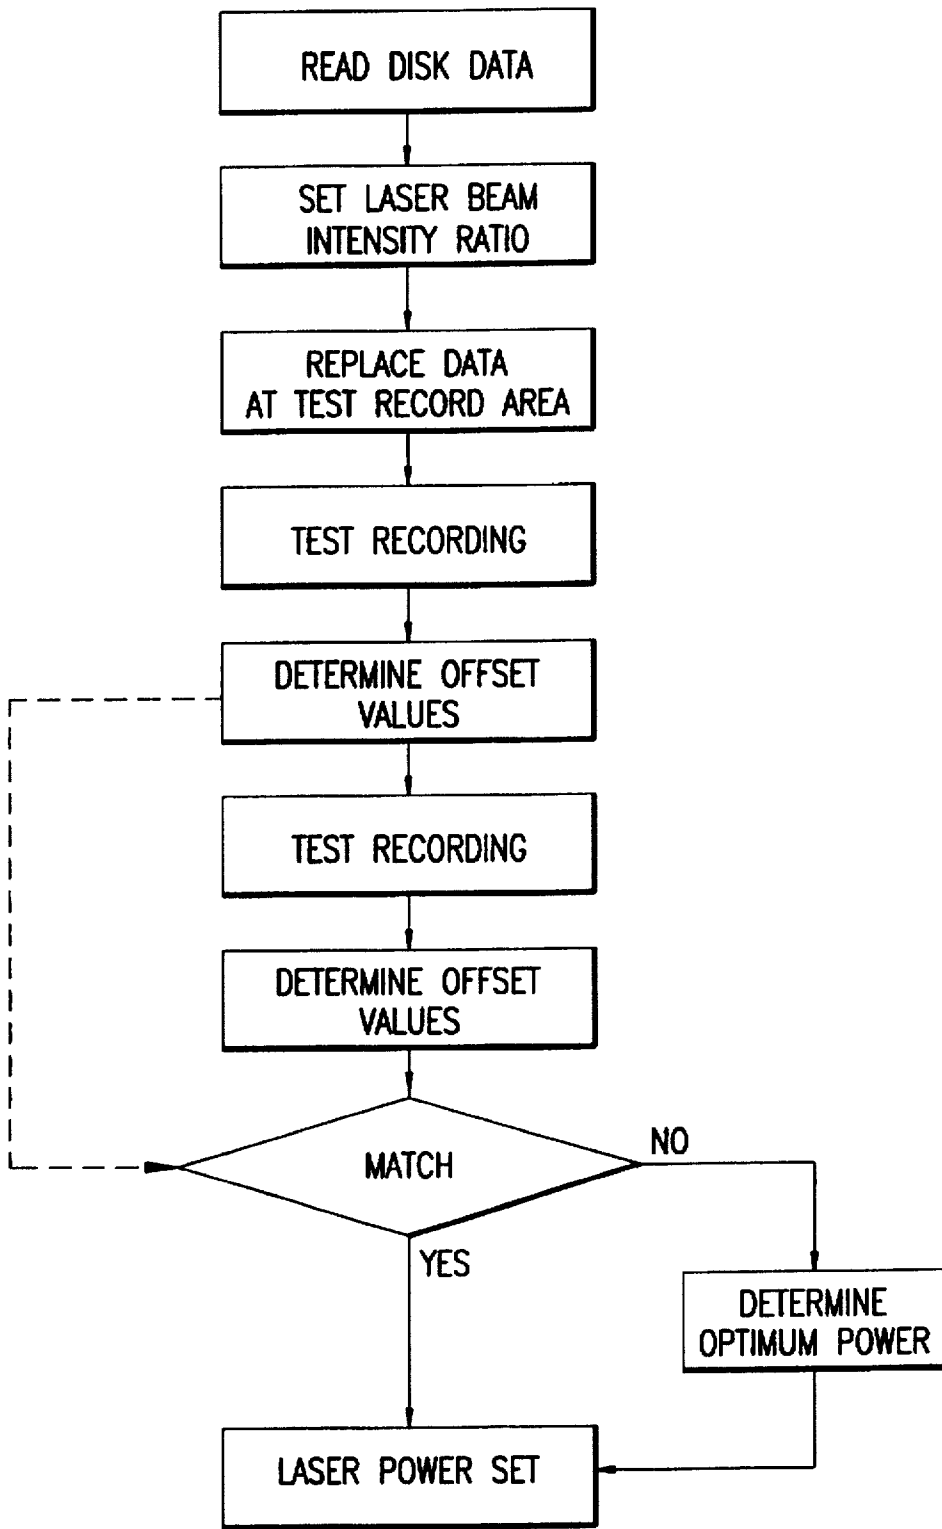 READ DISK DATA
SET LASER BEAM
INTENSITY RATIO
REPLACE DATA
AT TEST RECORD AREA
TEST RECORDING
DETERMINE OFFSET
VALUES
TEST RECORDING
DETERMINE OFFSET
VALUES
MATCH
NO
YES
DETERMINE
OPTIMUM POWER
LASER POWER SET